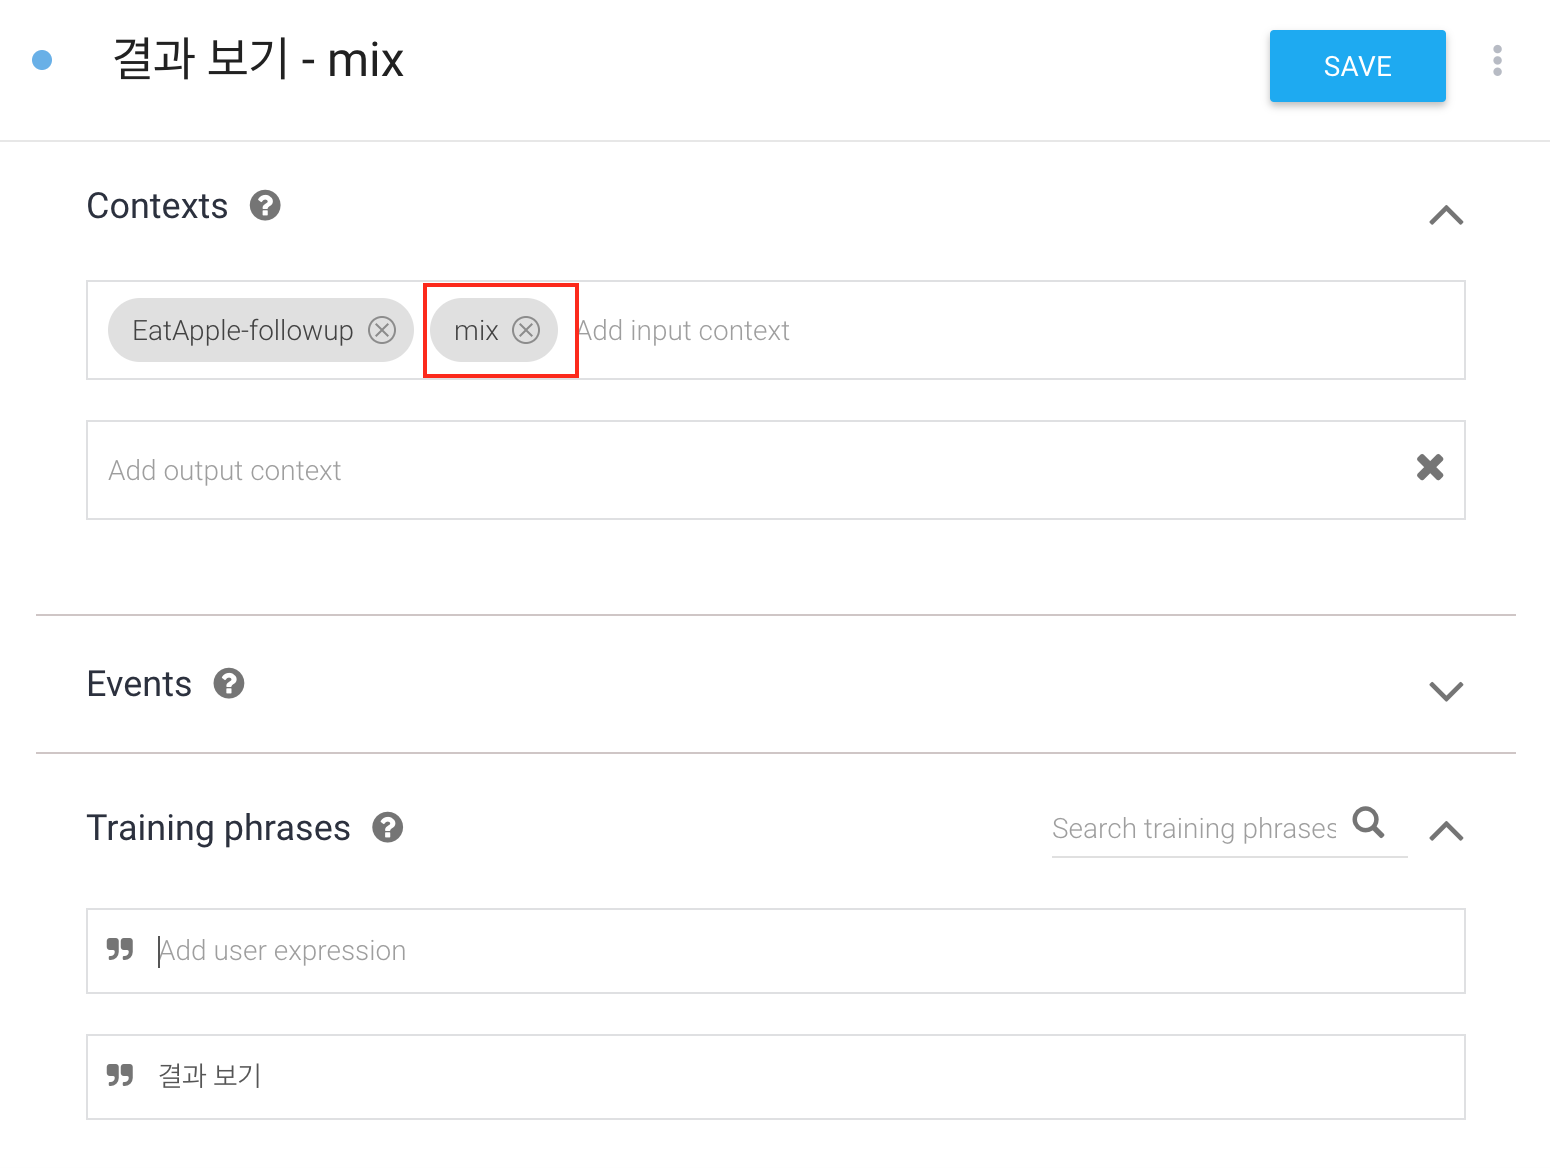 결과 보기 - mix
SAVE
Contexts
EatApple-followup
mix
Add input context
Add output context
Events
Training phrases
Search training phrases
Add user expression
결과 보기